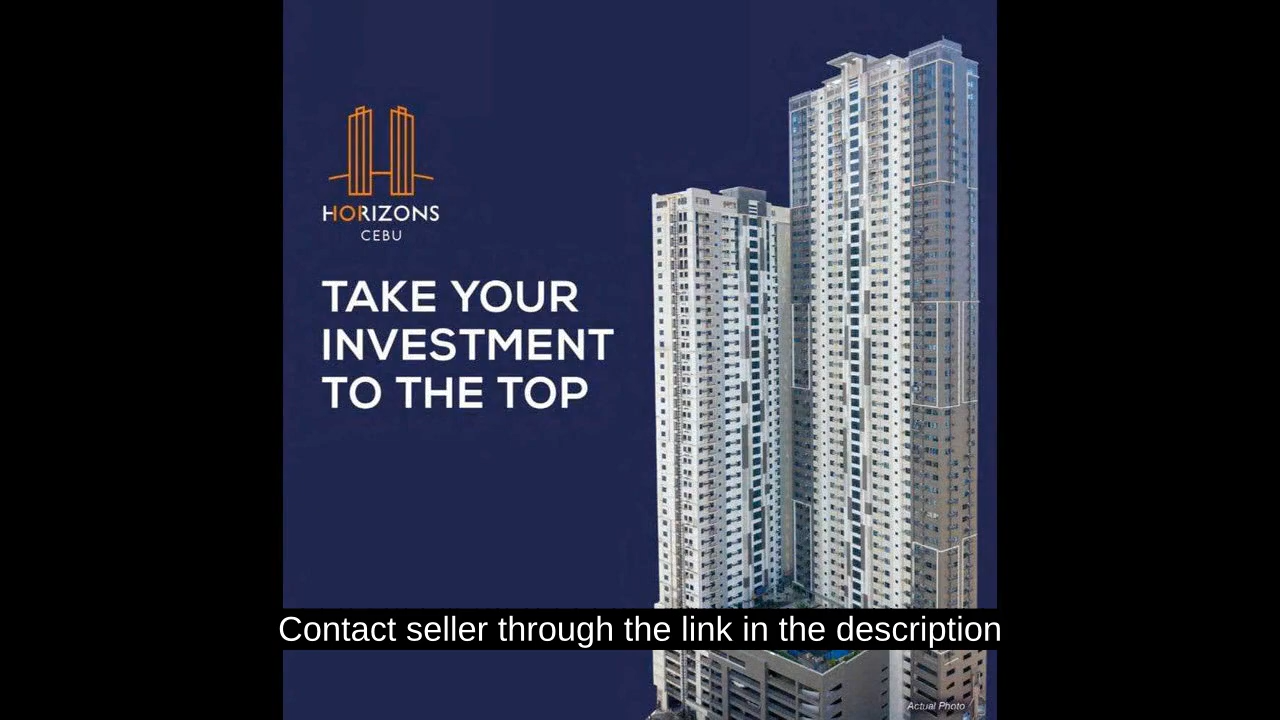 HORIZONS
CEBU
TAKE YOUR
INVESTMENT
TO THE TOP
Contact seller through the link in the description
Actual Photo